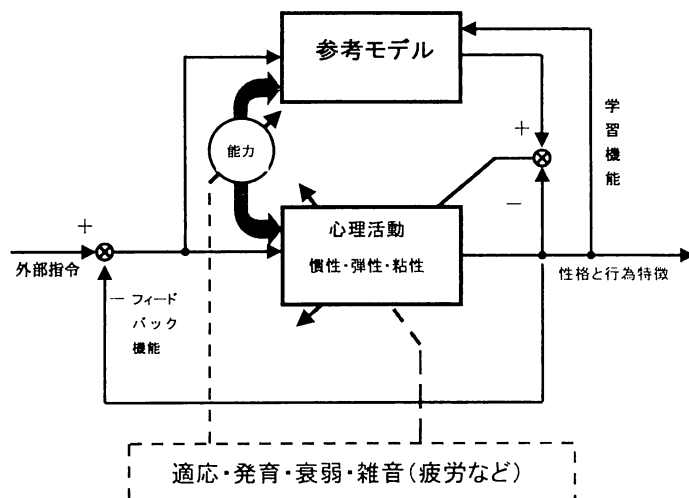 参考モデル
学習機能
+
能力
−
+
心理活動
慣性・弾性・粘性
外部指令
性格と行為特徴
− フィード
バック
機能
適応・発育・衰弱・雑音(疲労など)